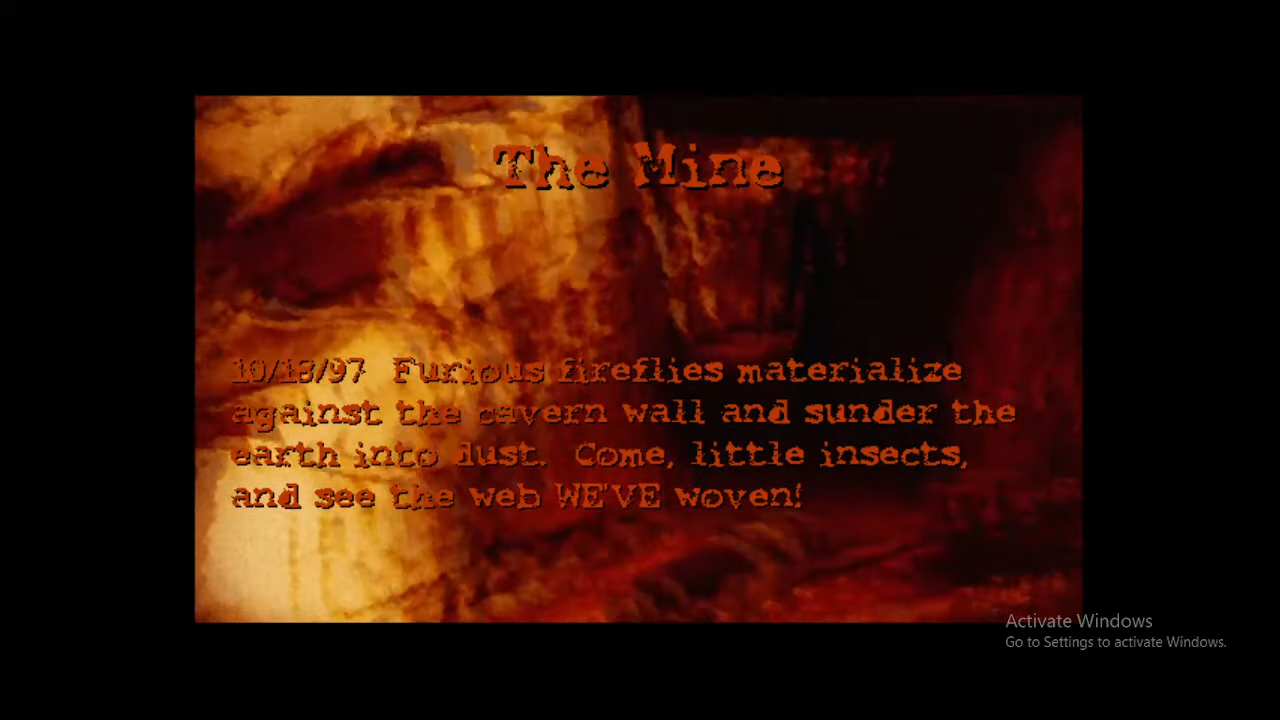 The Mine
10/13/97 Furious fireflies materialize
against the cavern wall and sunder the
earth into dust. Come, little insects,
and see the web WE'VE woven!
Activate Windows
Go to Settings to activate Windows.